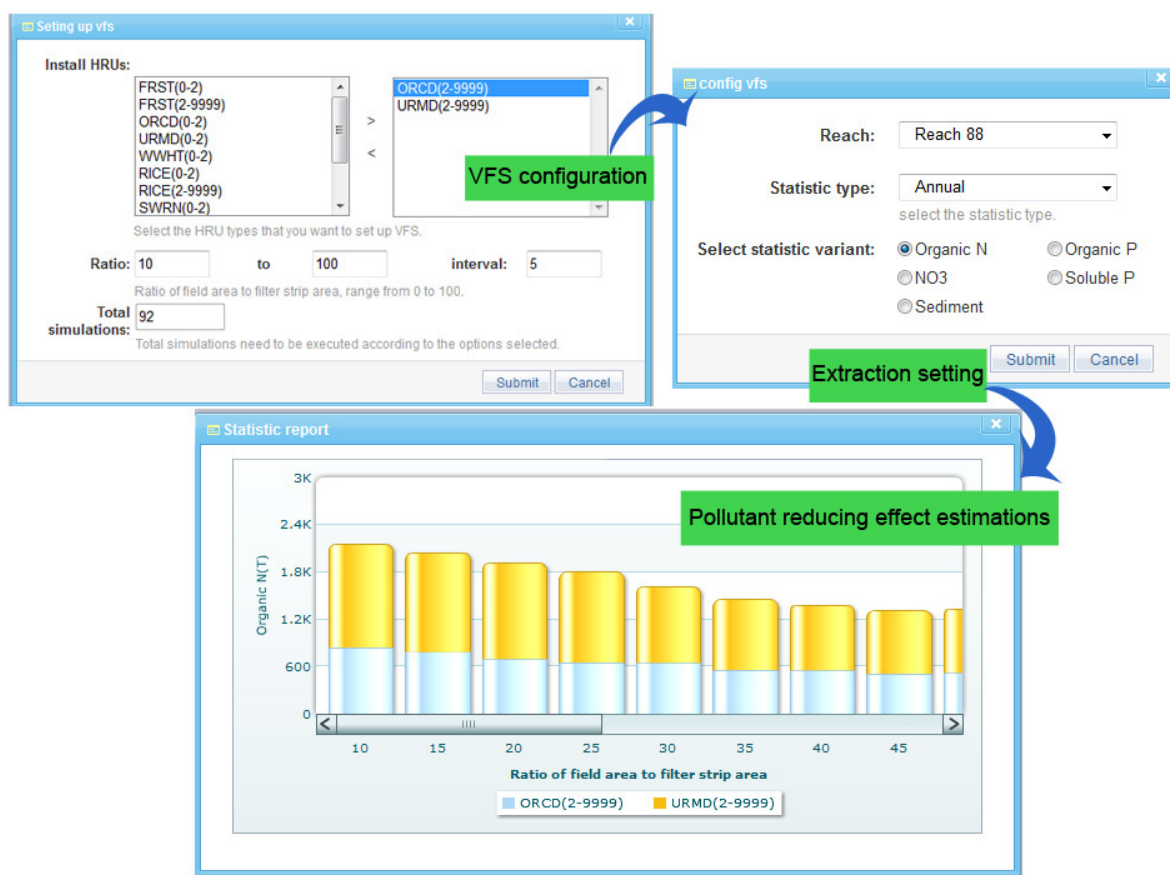 Seting up vfs
Install HRUs:
FRST(0-2)
FRST(2-9999)
ORCD(0-2)
URMD(0-2)
WWHT(0-2)
RICE(0-2)
RICE(2-9999)
SWRN(0-2)
>
<
ORCD(2-9999)
URMD(2-9999)
Select the HRU types that you want to set up VFS.
Ratio: 10 to 100 interval: 5
Ratio of field area to filter strip area, range from 0 to 100.
Total simulations: 92
Total simulations need to be executed according to the options selected.
Submit Cancel
VFS configuration
config vfs
Reach: Reach 88
Statistic type: Annual
select the statistic type.
Select statistic variant: Organic N Organic P
NO3 Soluble P
Sediment
Submit Cancel
Extraction setting
Statistic report
Pollutant reducing effect estimations
Organic N(T)
3K
2.4K
1.8K
1.2K
600
0
10 15 20 25 30 35 40 45
Ratio of field area to filter strip area
ORCD(2-9999) URMD(2-9999)